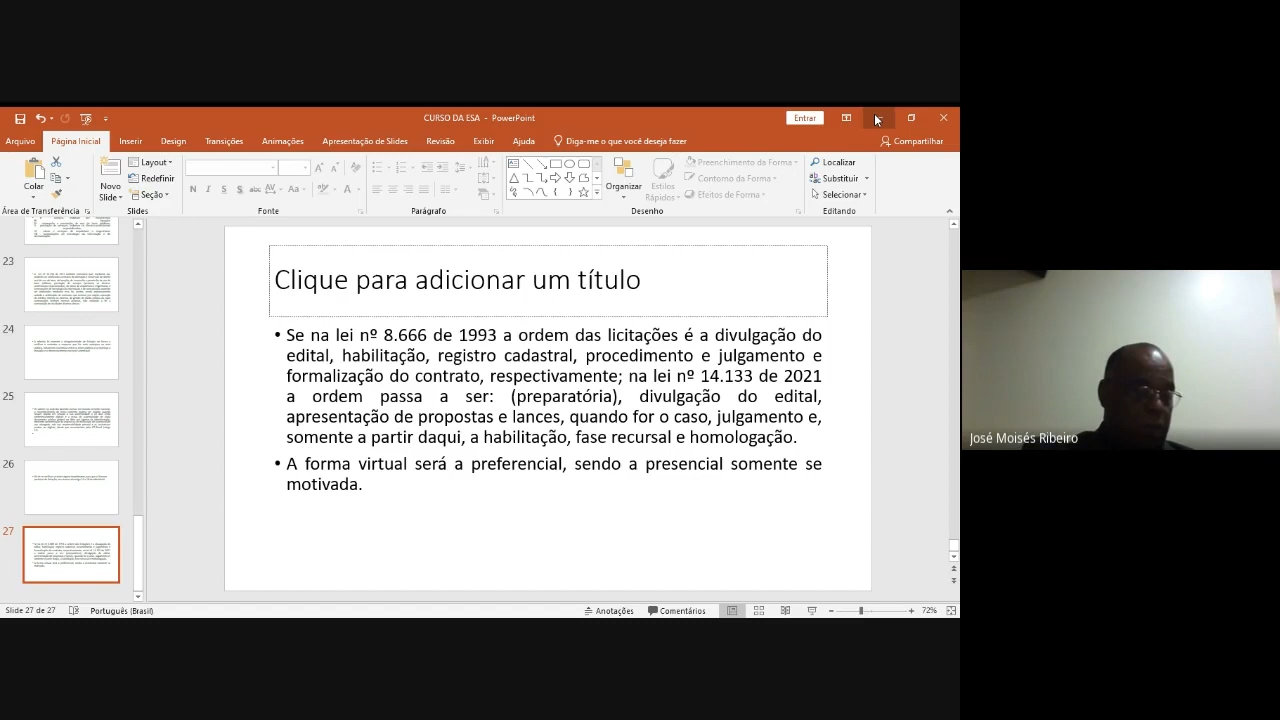 CURSO DA ESA - PowerPoint
Entrar
Arquivo
Página Inicial
Inserir
Design
Transições
Animações
Apresentação de Slides
Revisão
Exibir
Ajuda
Diga-me o que você deseja fazer
Compartilhar
Colar
Área de Transferência
Novo Slide
Layout
Redefinir
Seção
Slides
N I S S abc AV Aa A
Fonte
Parágrafo
Organizar
Estilos Rápidos
Preenchimento da Forma
Contorno da Forma
Efeitos de Forma
Desenho
Localizar
Substituir
Selecionar
Editando
23
24
25
26
27
Clique para adicionar um título
• Se na lei nº 8.666 de 1993 a ordem das licitações é a divulgação do
edital, habilitação, registro cadastral, procedimento e julgamento e
formalização do contrato, respectivamente; na lei nº 14.133 de 2021
a ordem passa a ser: (preparatória), divulgação do edital,
apresentação de propostas e lances, quando for o caso, julgamento e,
somente a partir daqui, a habilitação, fase recursal e homologação.
• A forma virtual será a preferencial, sendo a presencial somente se
motivada.
José Moisés Ribeiro
Slide 27 de 27
Português (Brasil)
Anotações
Comentários
72%